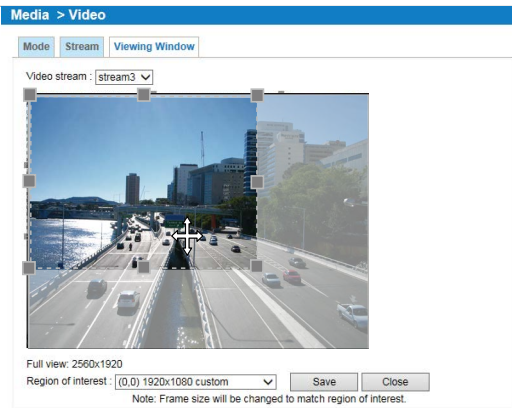 Media > Video
Mode Stream Viewing Window
Video stream : stream3
Full view: 2560x1920
Region of interest : (0,0) 1920x1080 custom Save Close
Note: Frame size will be changed to match region of interest.